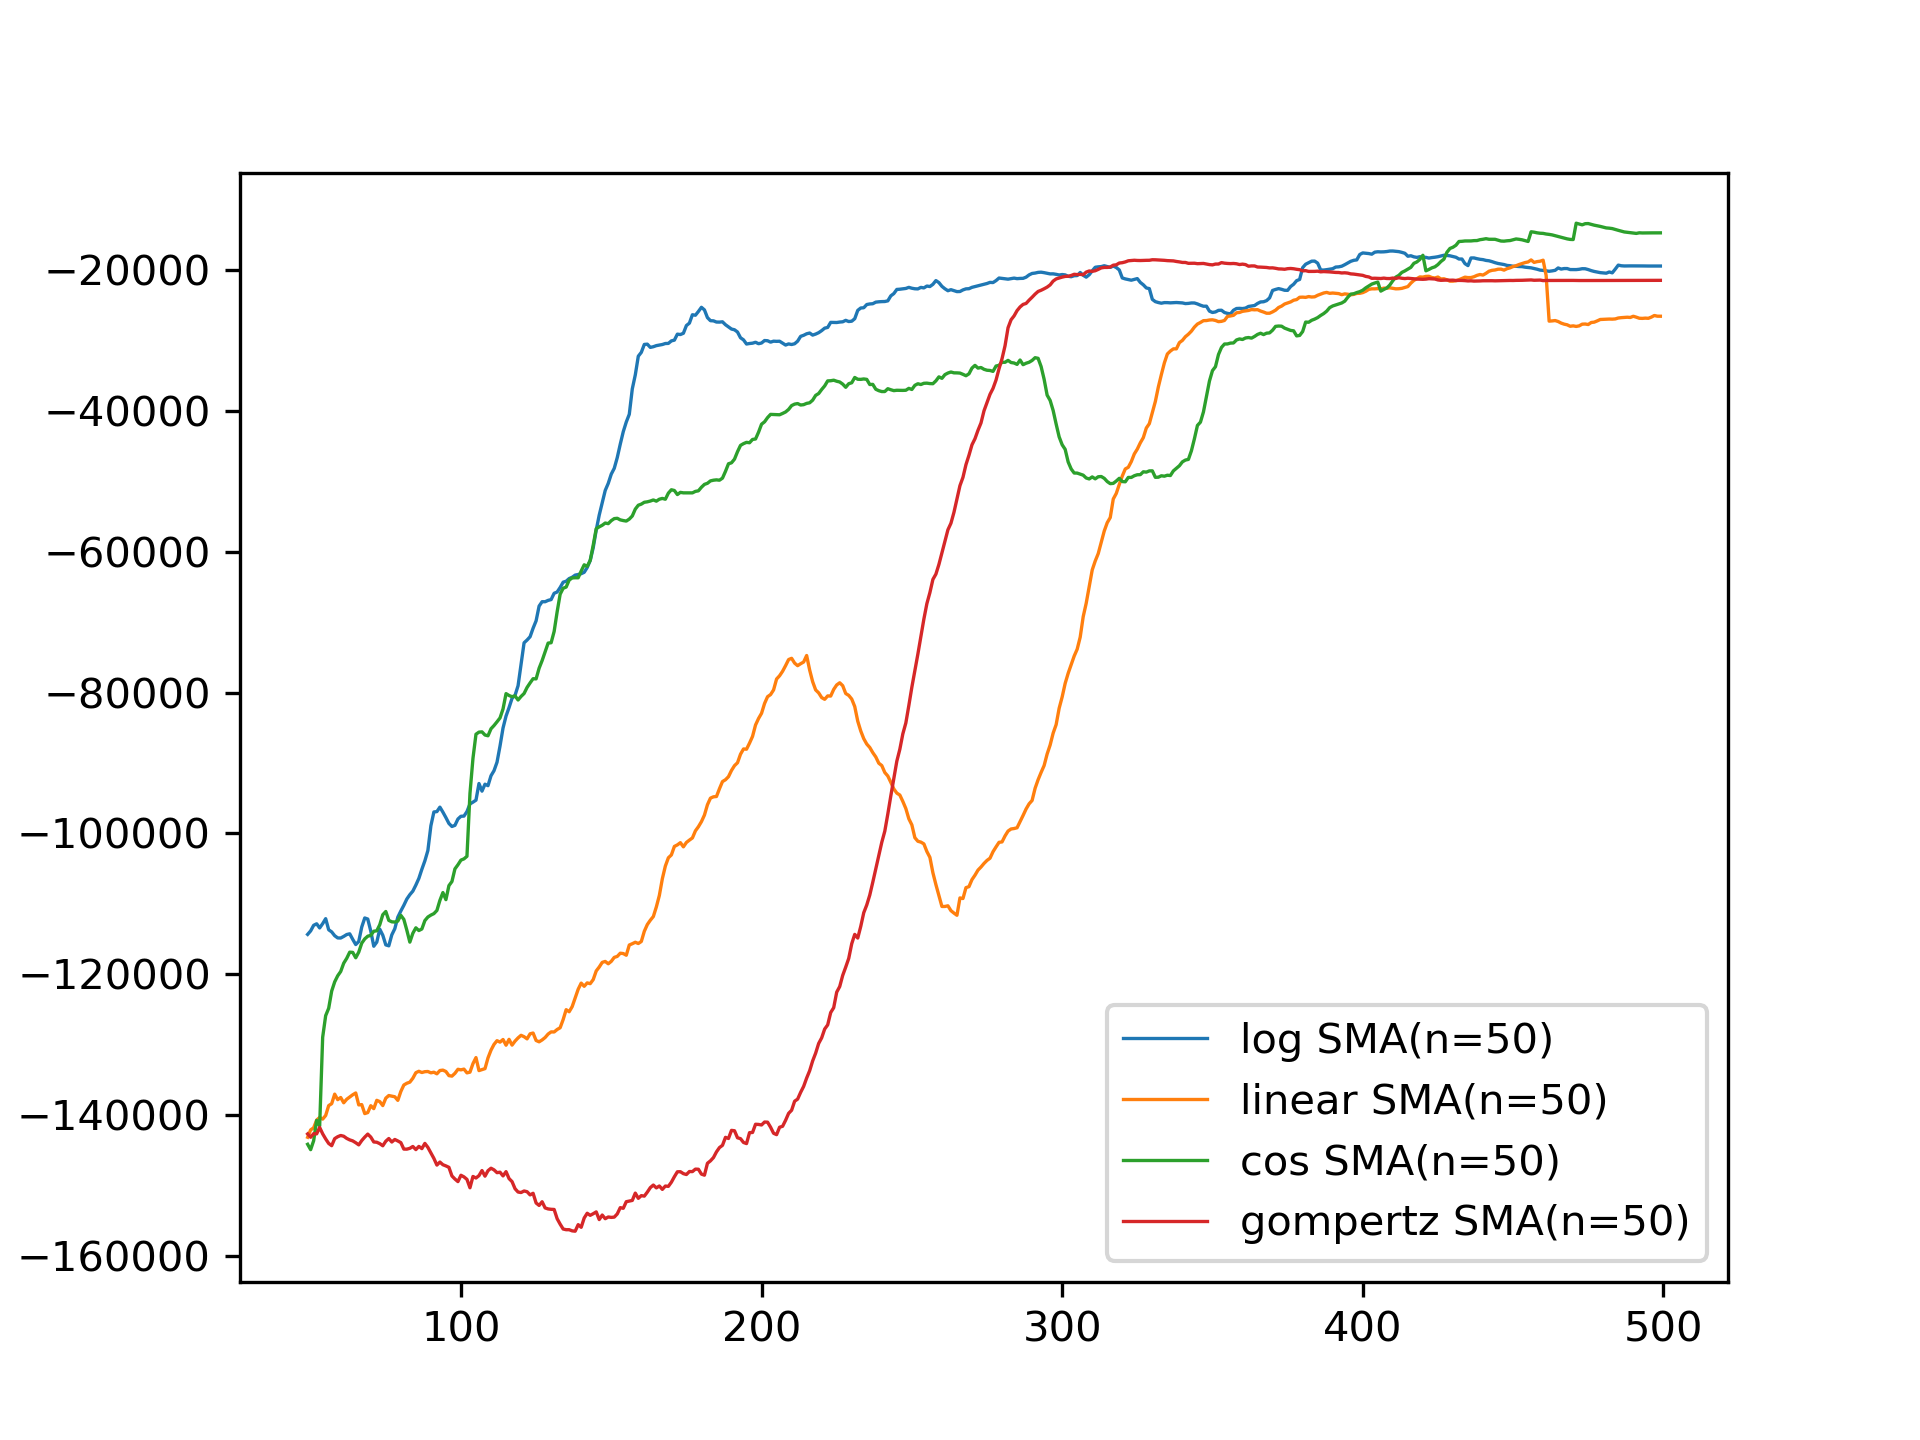 −20000
−40000
−60000
−80000
−100000
−120000
−140000
−160000
100 200 300 400 500
log SMA(n=50)
linear SMA(n=50)
cos SMA(n=50)
gompertz SMA(n=50)